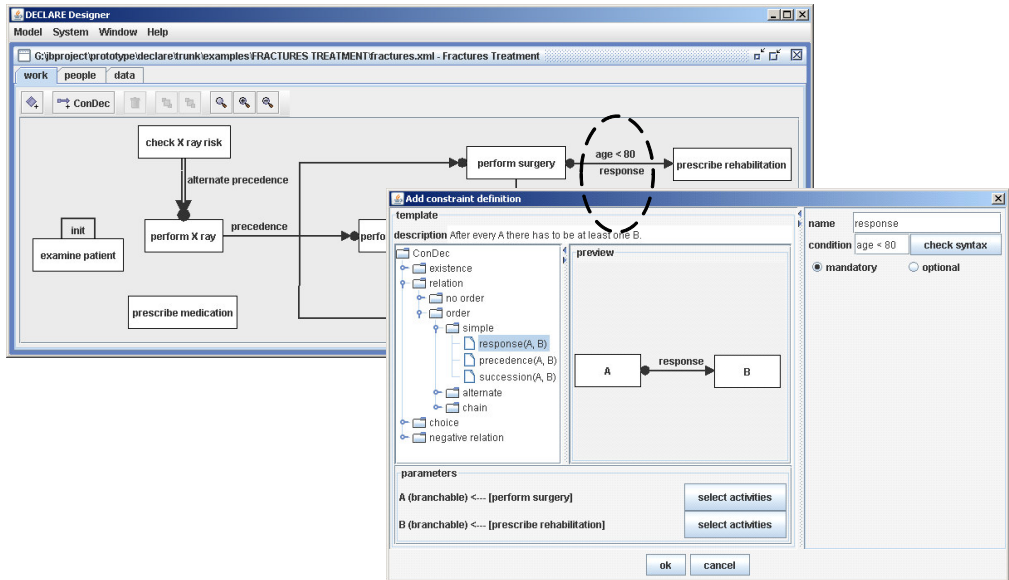 DECLARE Designer
Model System Window Help
G:\jbproject\prototype\declare\trunk\examples\FRACTURES TREATMENT\fractures.xml - Fractures Treatment
work people data
ConDec
check X ray risk
alternate precedence
perform surgery
age < 80
response
prescribe rehabilitation
init
examine patient
perform X ray
precedence
perfo
prescribe medication
Add constraint definition
template
description After every A there has to be at least one B.
ConDec
existence
relation
no order
order
simple
response(A, B)
precedence(A, B)
succession(A, B)
alternate
chain
choice
negative relation
preview
A
response
B
name response
condition age < 80 check syntax
mandatory optional
parameters
A (branchable) <--- [perform surgery] select activities
B (branchable) <--- [prescribe rehabilitation] select activities
ok cancel